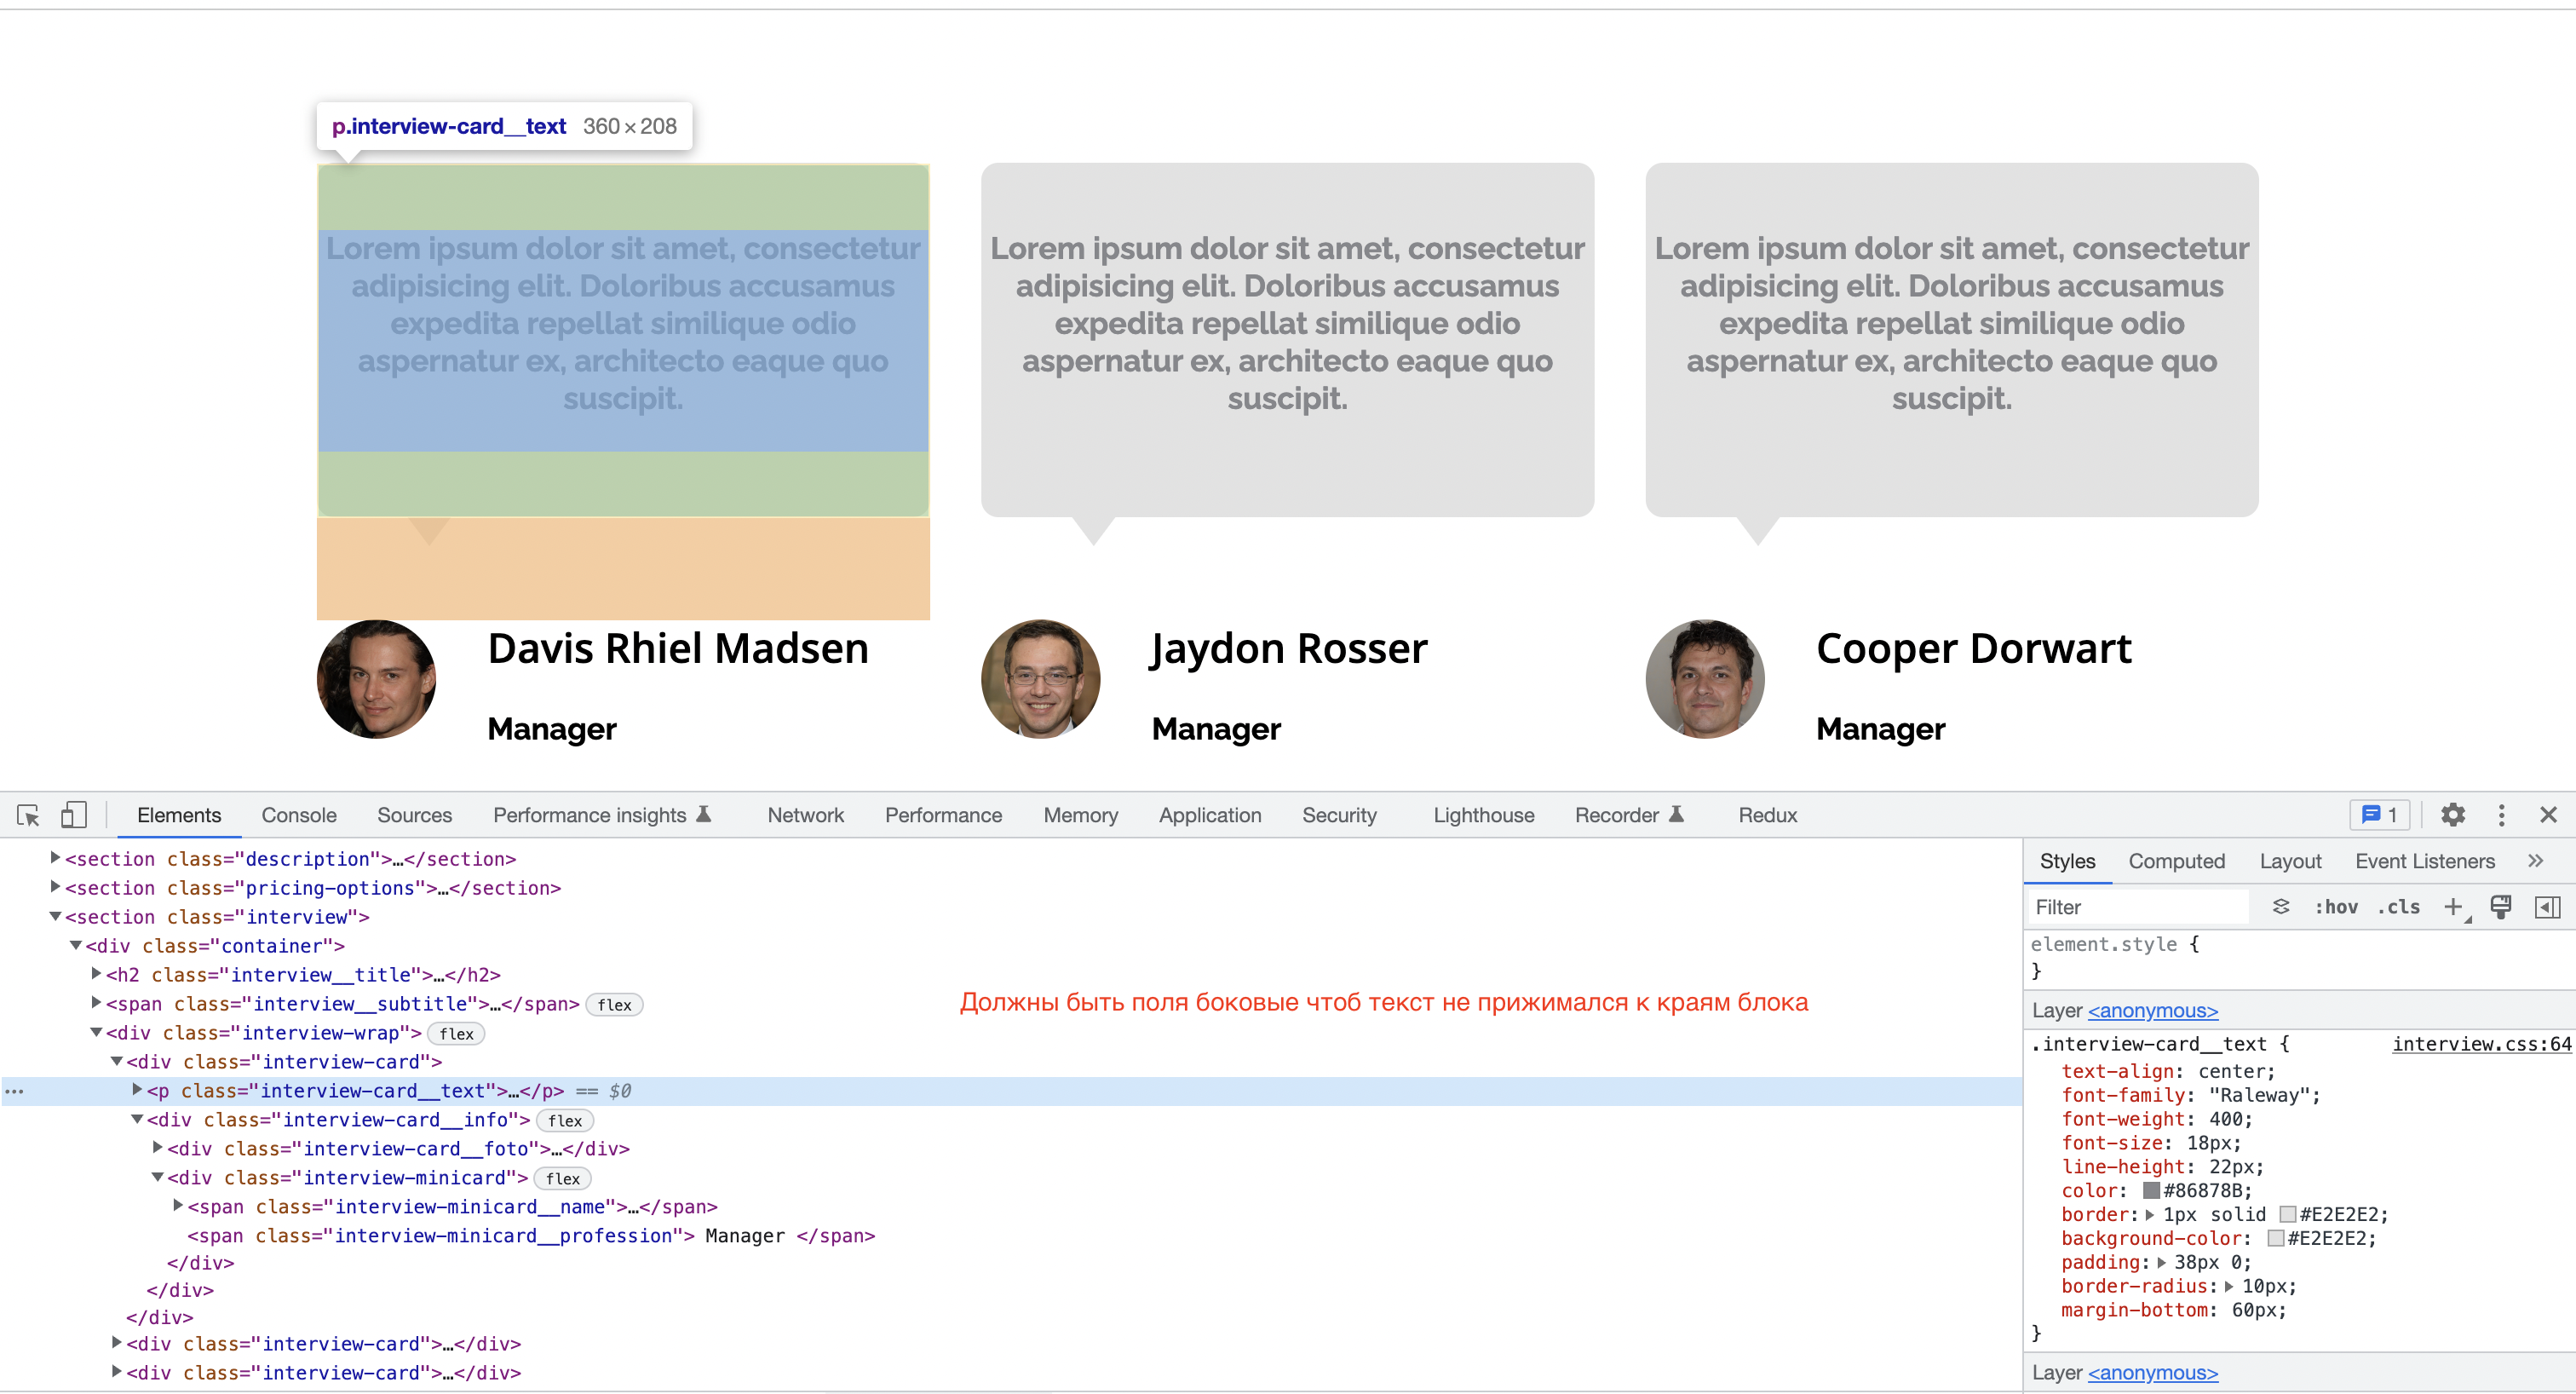 p.interview-card__text 360 × 208
Lorem ipsum dolor sit amet, consectetur
adipisicing elit. Doloribus accusamus
expedita repellat similique odio
aspernatur ex, architecto eaque quo
suscipit.
Lorem ipsum dolor sit amet, consectetur
adipisicing elit. Doloribus accusamus
expedita repellat similique odio
aspernatur ex, architecto eaque quo
suscipit.
Lorem ipsum dolor sit amet, consectetur
adipisicing elit. Doloribus accusamus
expedita repellat similique odio
aspernatur ex, architecto eaque quo
suscipit.
Davis Rhiel Madsen
Manager
Jaydon Rosser
Manager
Cooper Dorwart
Manager
Elements Console Sources Performance insights Network Performance Memory Application Security Lighthouse Recorder Redux 1
<section class="description">…</section>
<section class="pricing-options">…</section>
<section class="interview">
<div class="container">
<h2 class="interview__title">…</h2>
<span class="interview__subtitle">…</span> flex
<div class="interview-wrap"> flex
<div class="interview-card">
<p class="interview-card__text">…</p> == $0
<div class="interview-card__info"> flex
<div class="interview-card__foto">…</div>
<div class="interview-minicard"> flex
<span class="interview-minicard__name">…</span>
<span class="interview-minicard__profession"> Manager </span>
</div>
</div>
</div>
<div class="interview-card">…</div>
<div class="interview-card">…</div>
Должны быть поля боковые чтоб текст не прижимался к краям блока
Styles Computed Layout Event Listeners »
Filter :hov .cls +
element.style {
}
Layer <anonymous>
.interview-card__text { interview.css:64
text-align: center;
font-family: "Raleway";
font-weight: 400;
font-size: 18px;
line-height: 22px;
color: #86878B;
border: 1px solid #E2E2E2;
background-color: #E2E2E2;
padding: 38px 0;
border-radius: 10px;
margin-bottom: 60px;
}
Layer <anonymous>